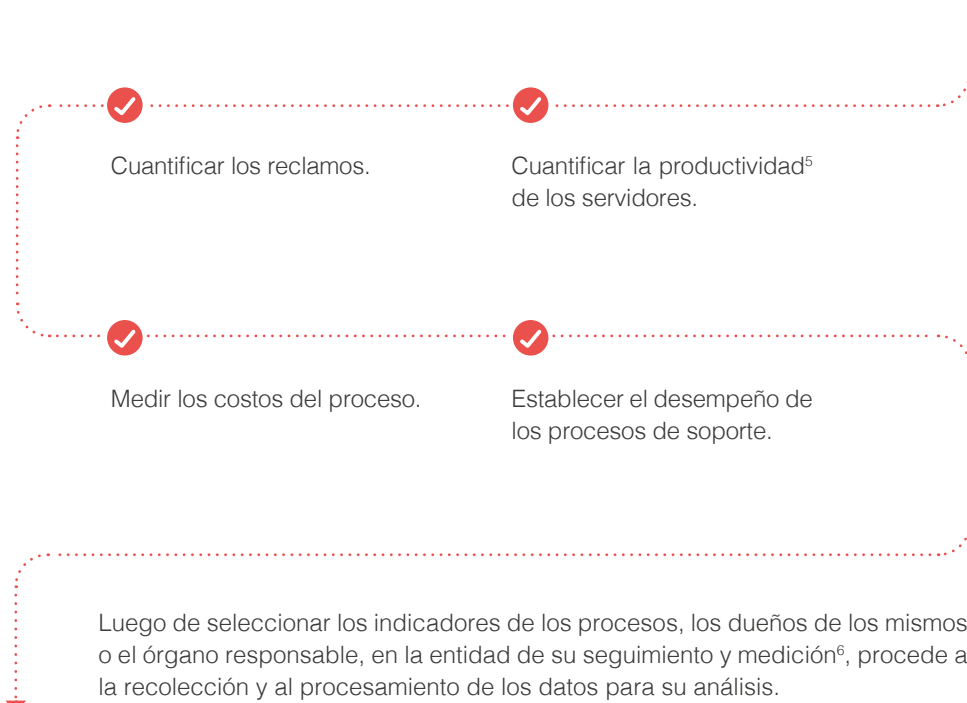 Cuantificar los reclamos.
Cuantificar la productividad⁵
de los servidores.
Medir los costos del proceso.
Establecer el desempeño de
los procesos de soporte.
Luego de seleccionar los indicadores de los procesos, los dueños de los mismos
o el órgano responsable, en la entidad de su seguimiento y medición⁶, procede a
la recolección y al procesamiento de los datos para su análisis.